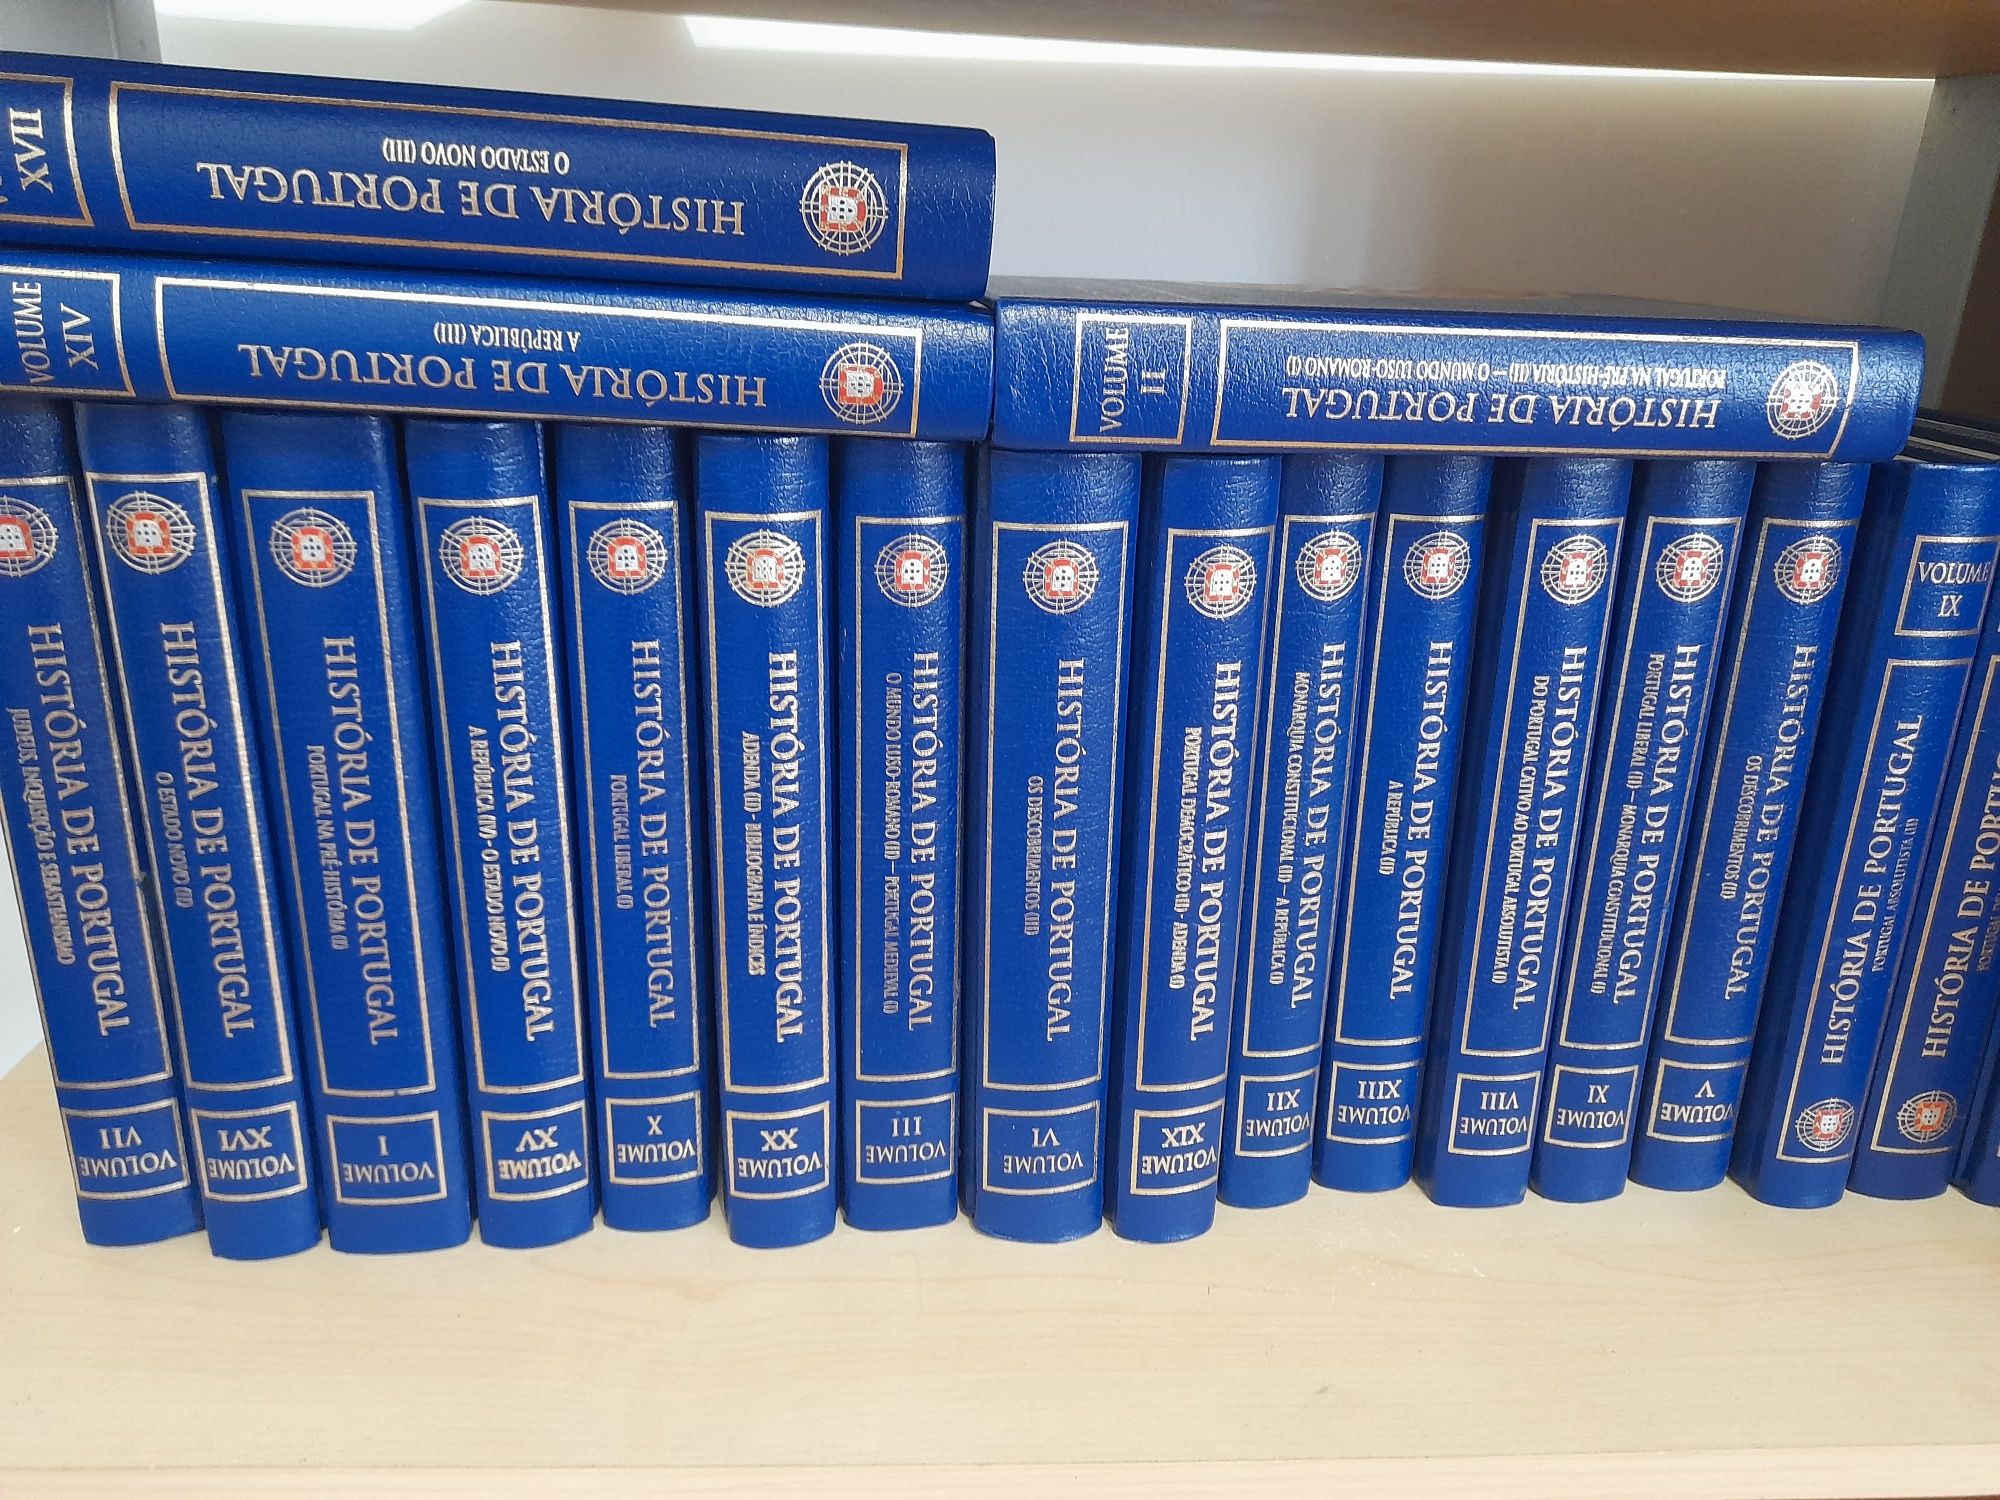 XVII
HISTÓRIA DE PORTUGAL
O ESTADO NOVO (III)
VOLUME
XIV
HISTÓRIA DE PORTUGAL
A REPÚBLICA (III)
VOLUME
II
HISTÓRIA DE PORTUGAL
PORTUGAL NA PRÉ-HISTÓRIA (II) — O MUNDO LUSO-ROMANO (I)
HISTÓRIA DE PORTUGAL
JUDEUS, INQUISIÇÃO E SEBASTIANISMO
VOLUME
VII
HISTÓRIA DE PORTUGAL
O ESTADO NOVO (II)
VOLUME
XVI
HISTÓRIA DE PORTUGAL
PORTUGAL NA PRÉ-HISTÓRIA (I)
VOLUME
I
HISTÓRIA DE PORTUGAL
A REPÚBLICA (IV) - O ESTADO NOVO (I)
VOLUME
XV
HISTÓRIA DE PORTUGAL
PORTUGAL LIBERAL (I)
VOLUME
X
HISTÓRIA DE PORTUGAL
ADENDA (II) - BIBLIOGRAFIA E ÍNDICES
VOLUME
XX
HISTÓRIA DE PORTUGAL
O MUNDO LUSO-ROMANO (II) - PORTUGAL MEDIEVAL (I)
VOLUME
III
HISTÓRIA DE PORTUGAL
OS DESCOBRIMENTOS (II)
VOLUME
VI
HISTÓRIA DE PORTUGAL
PORTUGAL DEMOCRÁTICO (II) - ADENDA (I)
VOLUME
XIX
HISTÓRIA DE PORTUGAL
MONARQUIA CONSTITUCIONAL (II) - A REPÚBLICA (I)
VOLUME
XII
HISTÓRIA DE PORTUGAL
A REPÚBLICA (II)
VOLUME
XIII
HISTÓRIA DE PORTUGAL
DO PORTUGAL CATIVO AO PORTUGAL ABSOLUTISTA (I)
VOLUME
VIII
HISTÓRIA DE PORTUGAL
PORTUGAL LIBERAL (II) - MONARQUIA CONSTITUCIONAL (I)
VOLUME
XI
HISTÓRIA DE PORTUGAL
OS DESCOBRIMENTOS (I)
VOLUME
V
VOLUME
IX
HISTÓRIA DE PORTUGAL
PORTUGAL ABSOLUTISTA (II)
HISTÓRIA DE
PORTUGAL